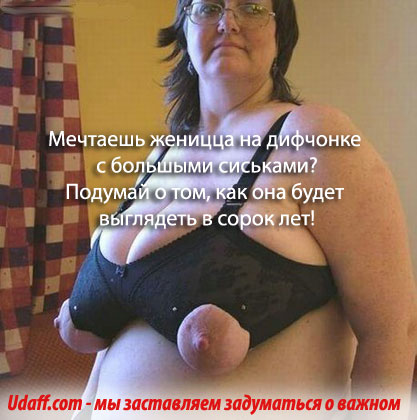 Мечтаешь женицца на дифчонке
с большыми сиськами?
Подумай о том, как она будет
выглядеть в сорок лет!
Udaff.com - мы заставляем задуматься о важном